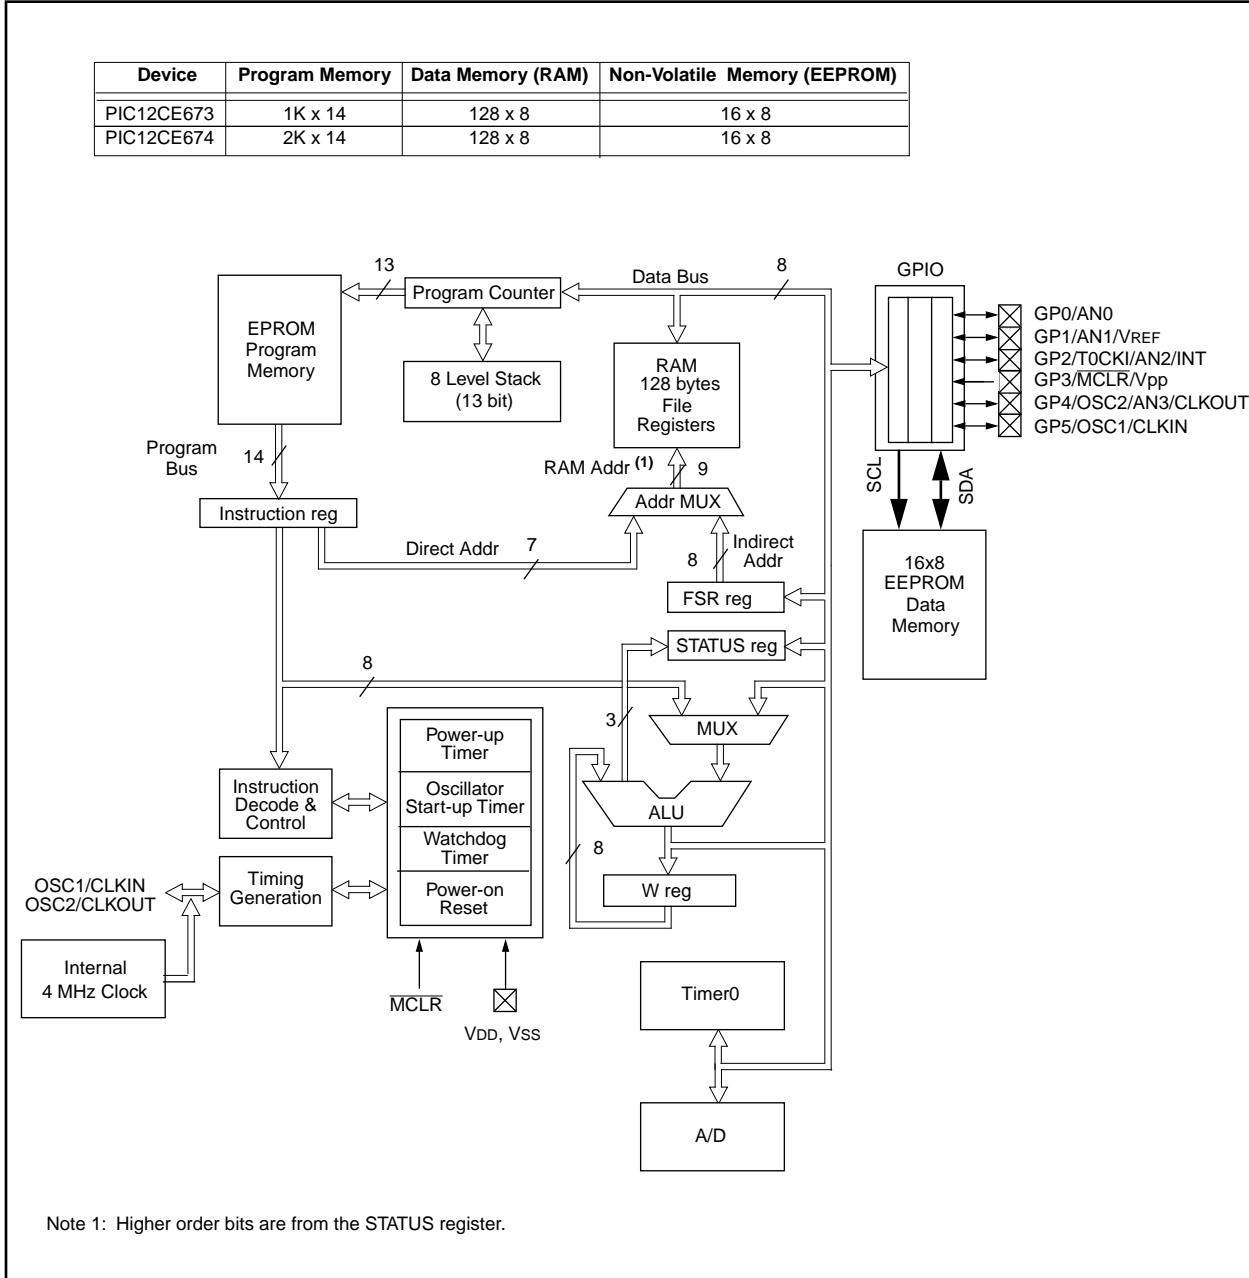 Device Program Memory Data Memory (RAM) Non-Volatile Memory (EEPROM)
PIC12CE673 1K x 14 128 x 8 16 x 8
PIC12CE674 2K x 14 128 x 8 16 x 8
13
Data Bus
8
GPIO
EPROM
Program
Memory
Program Counter
8 Level Stack
(13 bit)
RAM
128 bytes
File
Registers
GP0/AN0
GP1/AN1/VREF
GP2/T0CKI/AN2/INT
GP3/MCLR/Vpp
GP4/OSC2/AN3/CLKOUT
GP5/OSC1/CLKIN
Program
Bus
14
RAM Addr (1)
9
SCL
SDA
Instruction reg
Addr MUX
Direct Addr
7
8
Indirect
Addr
FSR reg
16x8
EEPROM
Data
Memory
STATUS reg
8
3
MUX
Power-up
Timer
Instruction
Decode &
Control
Oscillator
Start-up Timer
ALU
Watchdog
Timer
8
OSC1/CLKIN
OSC2/CLKOUT
Timing
Generation
Power-on
Reset
W reg
Internal
4 MHz Clock
MCLR
VDD, VSS
Timer0
A/D
Note 1: Higher order bits are from the STATUS register.